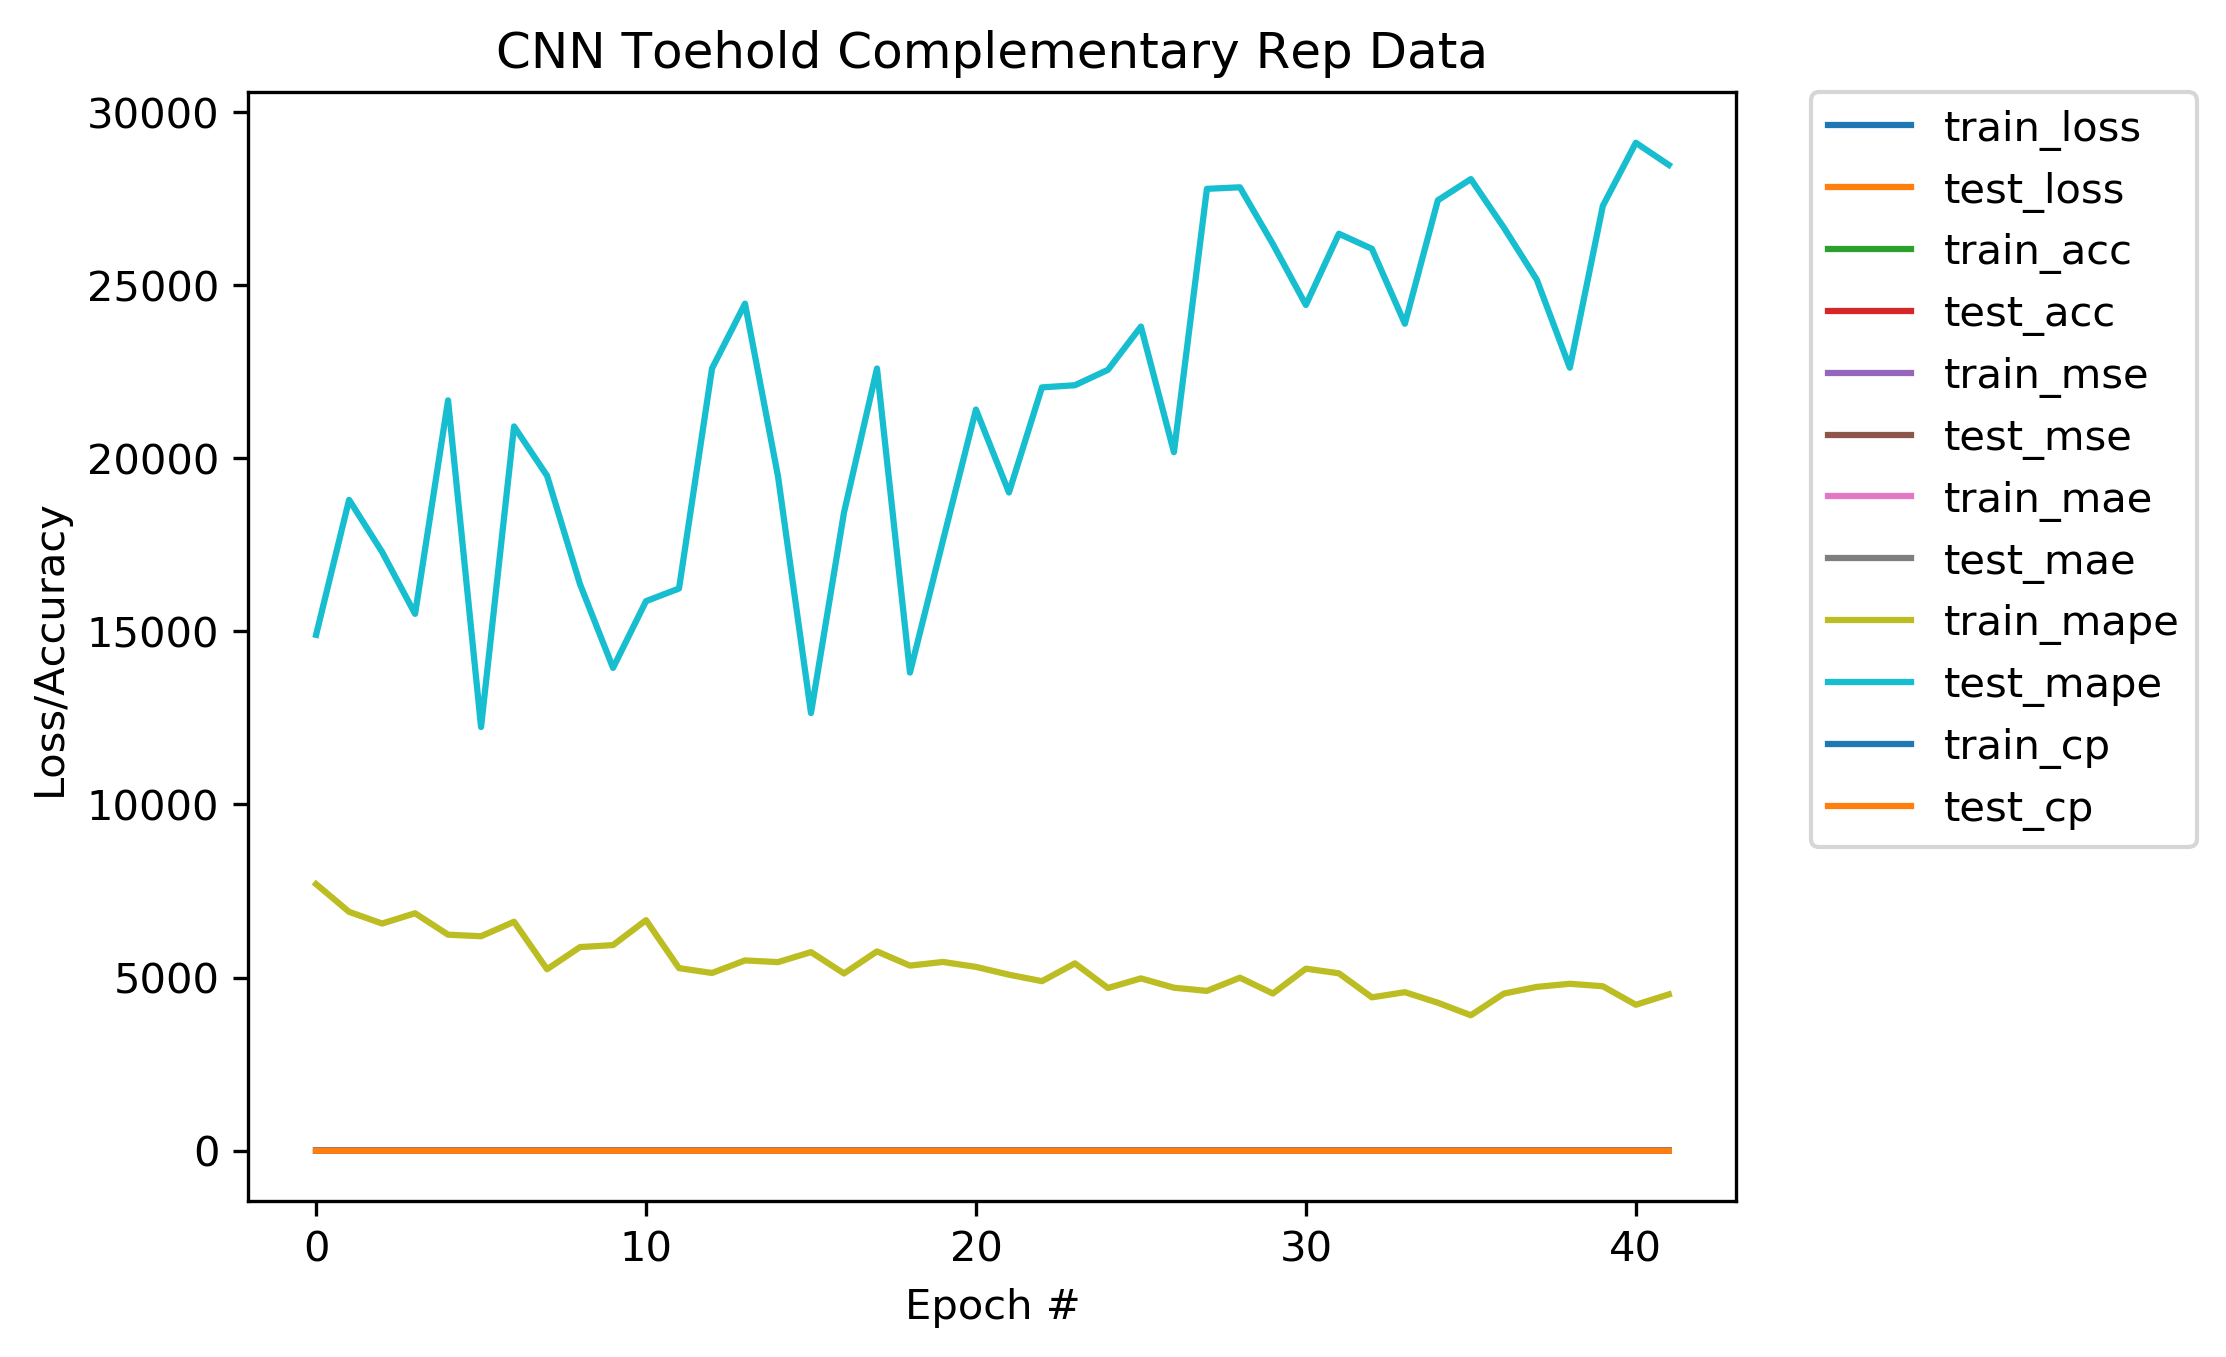 CNN Toehold Complementary Rep Data
30000
25000
20000
15000
10000
5000
0
Loss/Accuracy
0 10 20 30 40
Epoch #
train_loss
test_loss
train_acc
test_acc
train_mse
test_mse
train_mae
test_mae
train_mape
test_mape
train_cp
test_cp